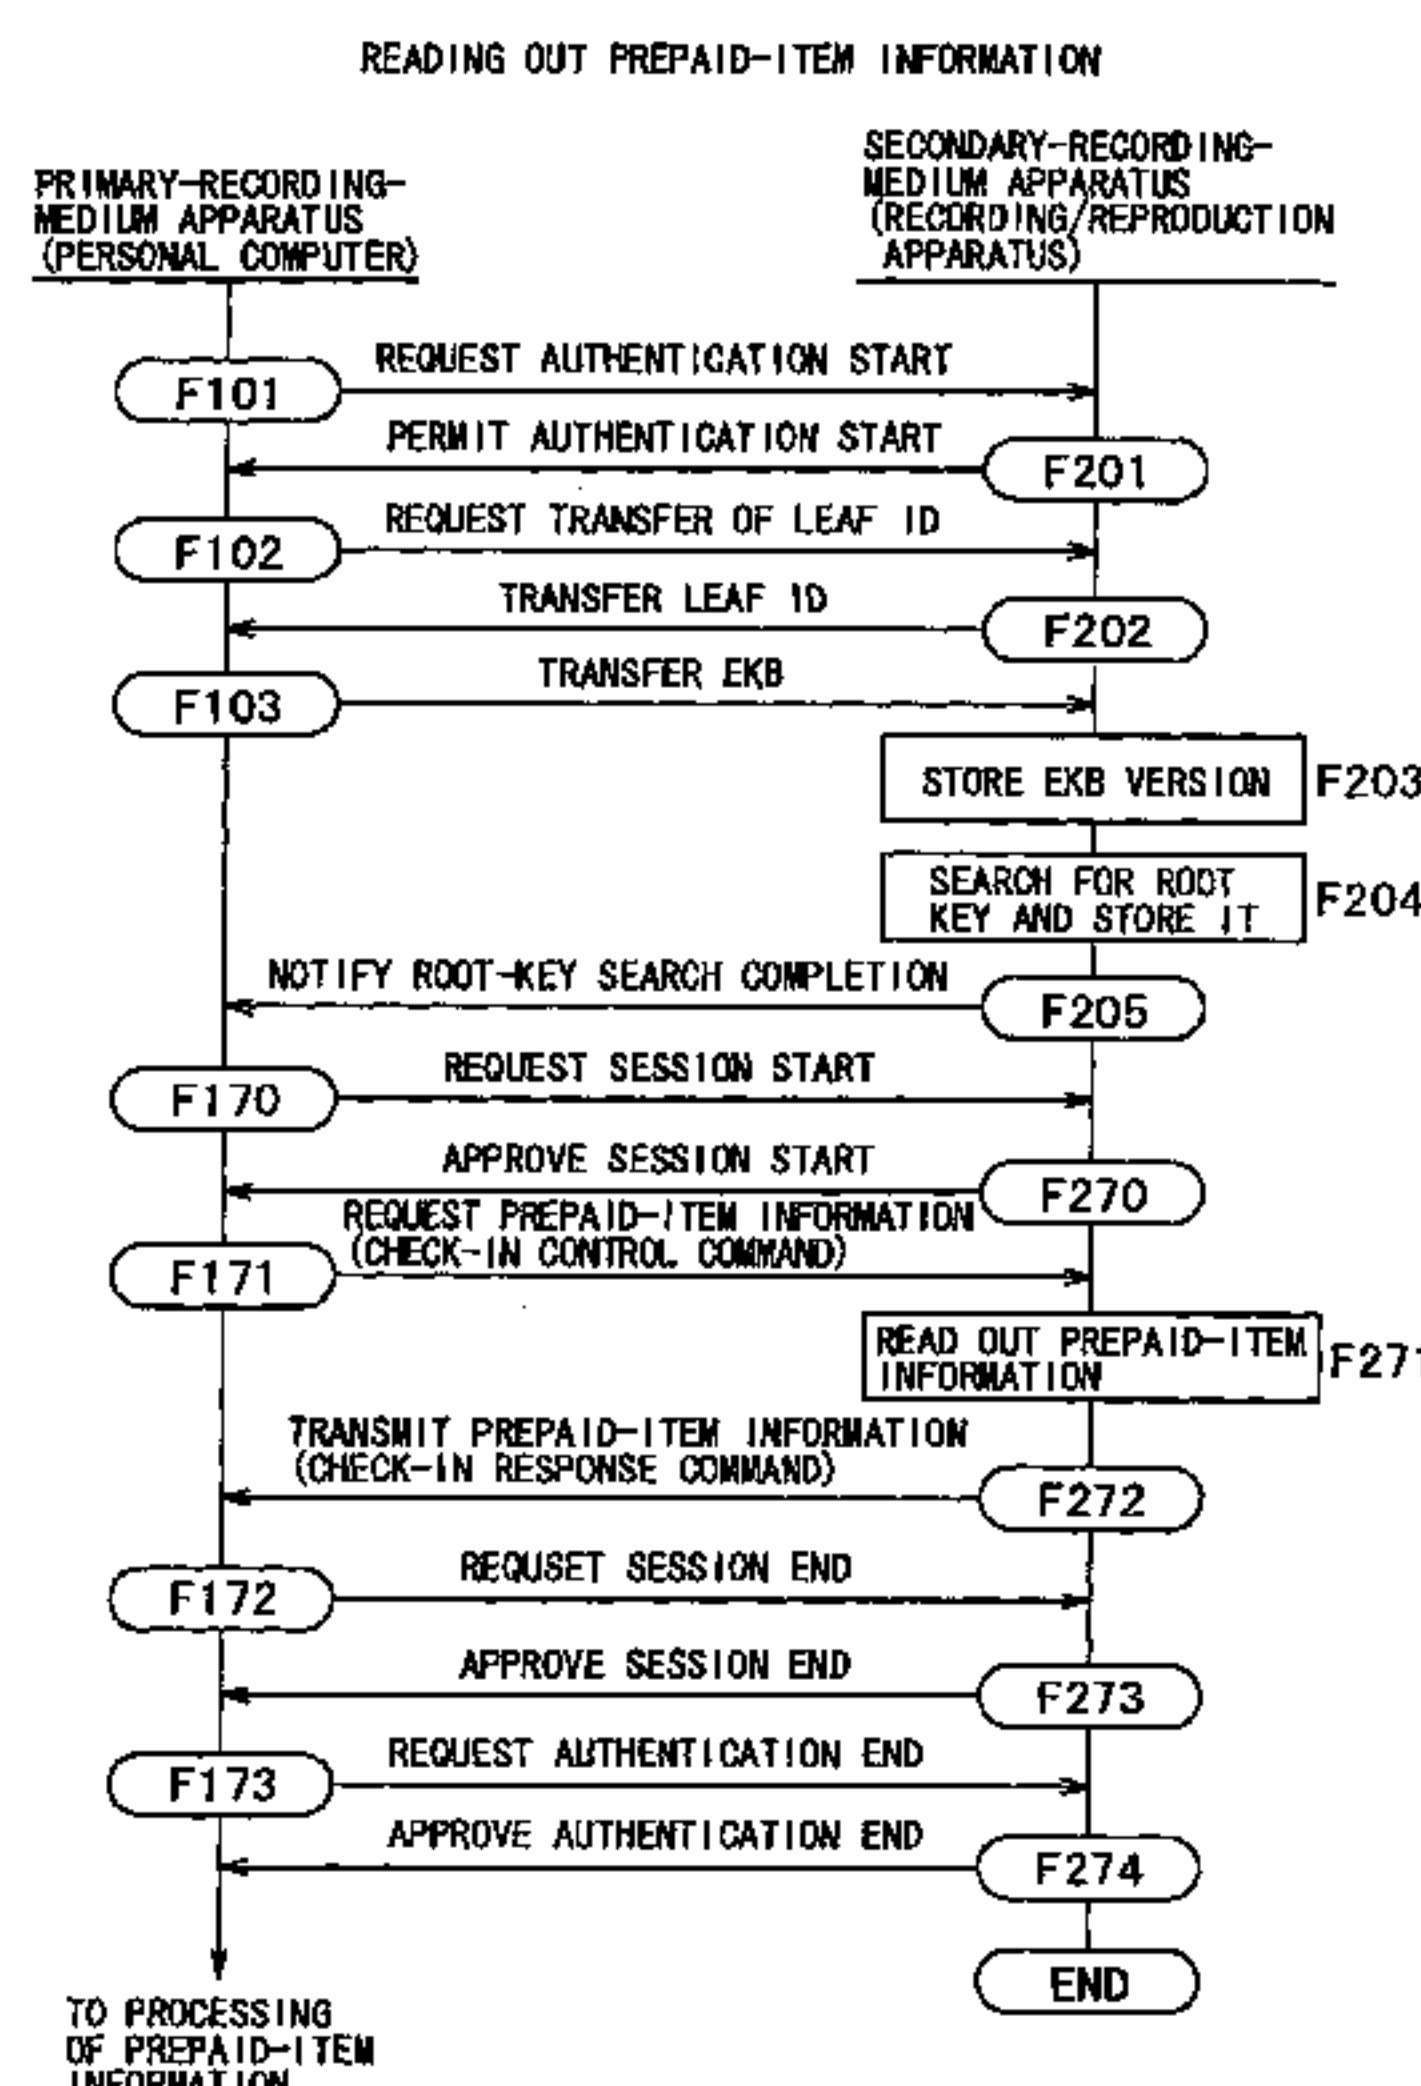 READING OUT PREPAID-ITEM INFORMATION
PRIMARY-RECORDING-
MEDIUM APPARATUS
(PERSONAL COMPUTER)
SECONDARY-RECORDING-
MEDIUM APPARATUS
(RECORDING/REPRODUCTION
APPARATUS)
REQUEST AUTHENTICATION START
F101
PERMIT AUTHENTICATION START
F201
REQUEST TRANSFER OF LEAF ID
F102
TRANSFER LEAF ID
F202
TRANSFER EKB
F103
STORE EKB VERSION
F203
SEARCH FOR ROOT
KEY AND STORE IT
F204
NOTIFY ROOT-KEY SEARCH COMPLETION
F205
REQUEST SESSION START
F170
APPROVE SESSION START
F270
REQUEST PREPAID-ITEM INFORMATION
(CHECK-IN CONTROL COMMAND)
F171
READ OUT PREPAID-ITEM
INFORMATION
F271
TRANSMIT PREPAID-ITEM INFORMATION
(CHECK-IN RESPONSE COMMAND)
F272
REQUSET SESSION END
F172
APPROVE SESSION END
F273
REQUEST AUTHENTICATION END
F173
APPROVE AUTHENTICATION END
F274
END
TO PROCESSING
OF PREPAID-ITEM
INFORMATION